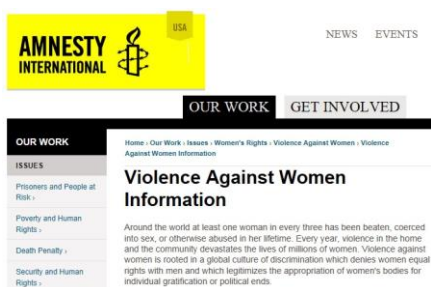 AMNESTY
INTERNATIONAL
USA
NEWS EVENTS
OUR WORK GET INVOLVED
OUR WORK
ISSUES
Prisoners and People at
Risk ›
Poverty and Human
Rights ›
Death Penalty ›
Security and Human
Rights ›
Home › Our Work › Issues › Women's Rights › Violence Against Women › Violence
Against Women Information
Violence Against Women
Information
Around the world at least one woman in every three has been beaten, coerced
into sex, or otherwise abused in her lifetime. Every year, violence in the home
and the community devastates the lives of millions of women. Violence against
women is rooted in a global culture of discrimination which denies women equal
rights with men and which legitimizes the appropriation of women's bodies for
individual gratification or political ends.